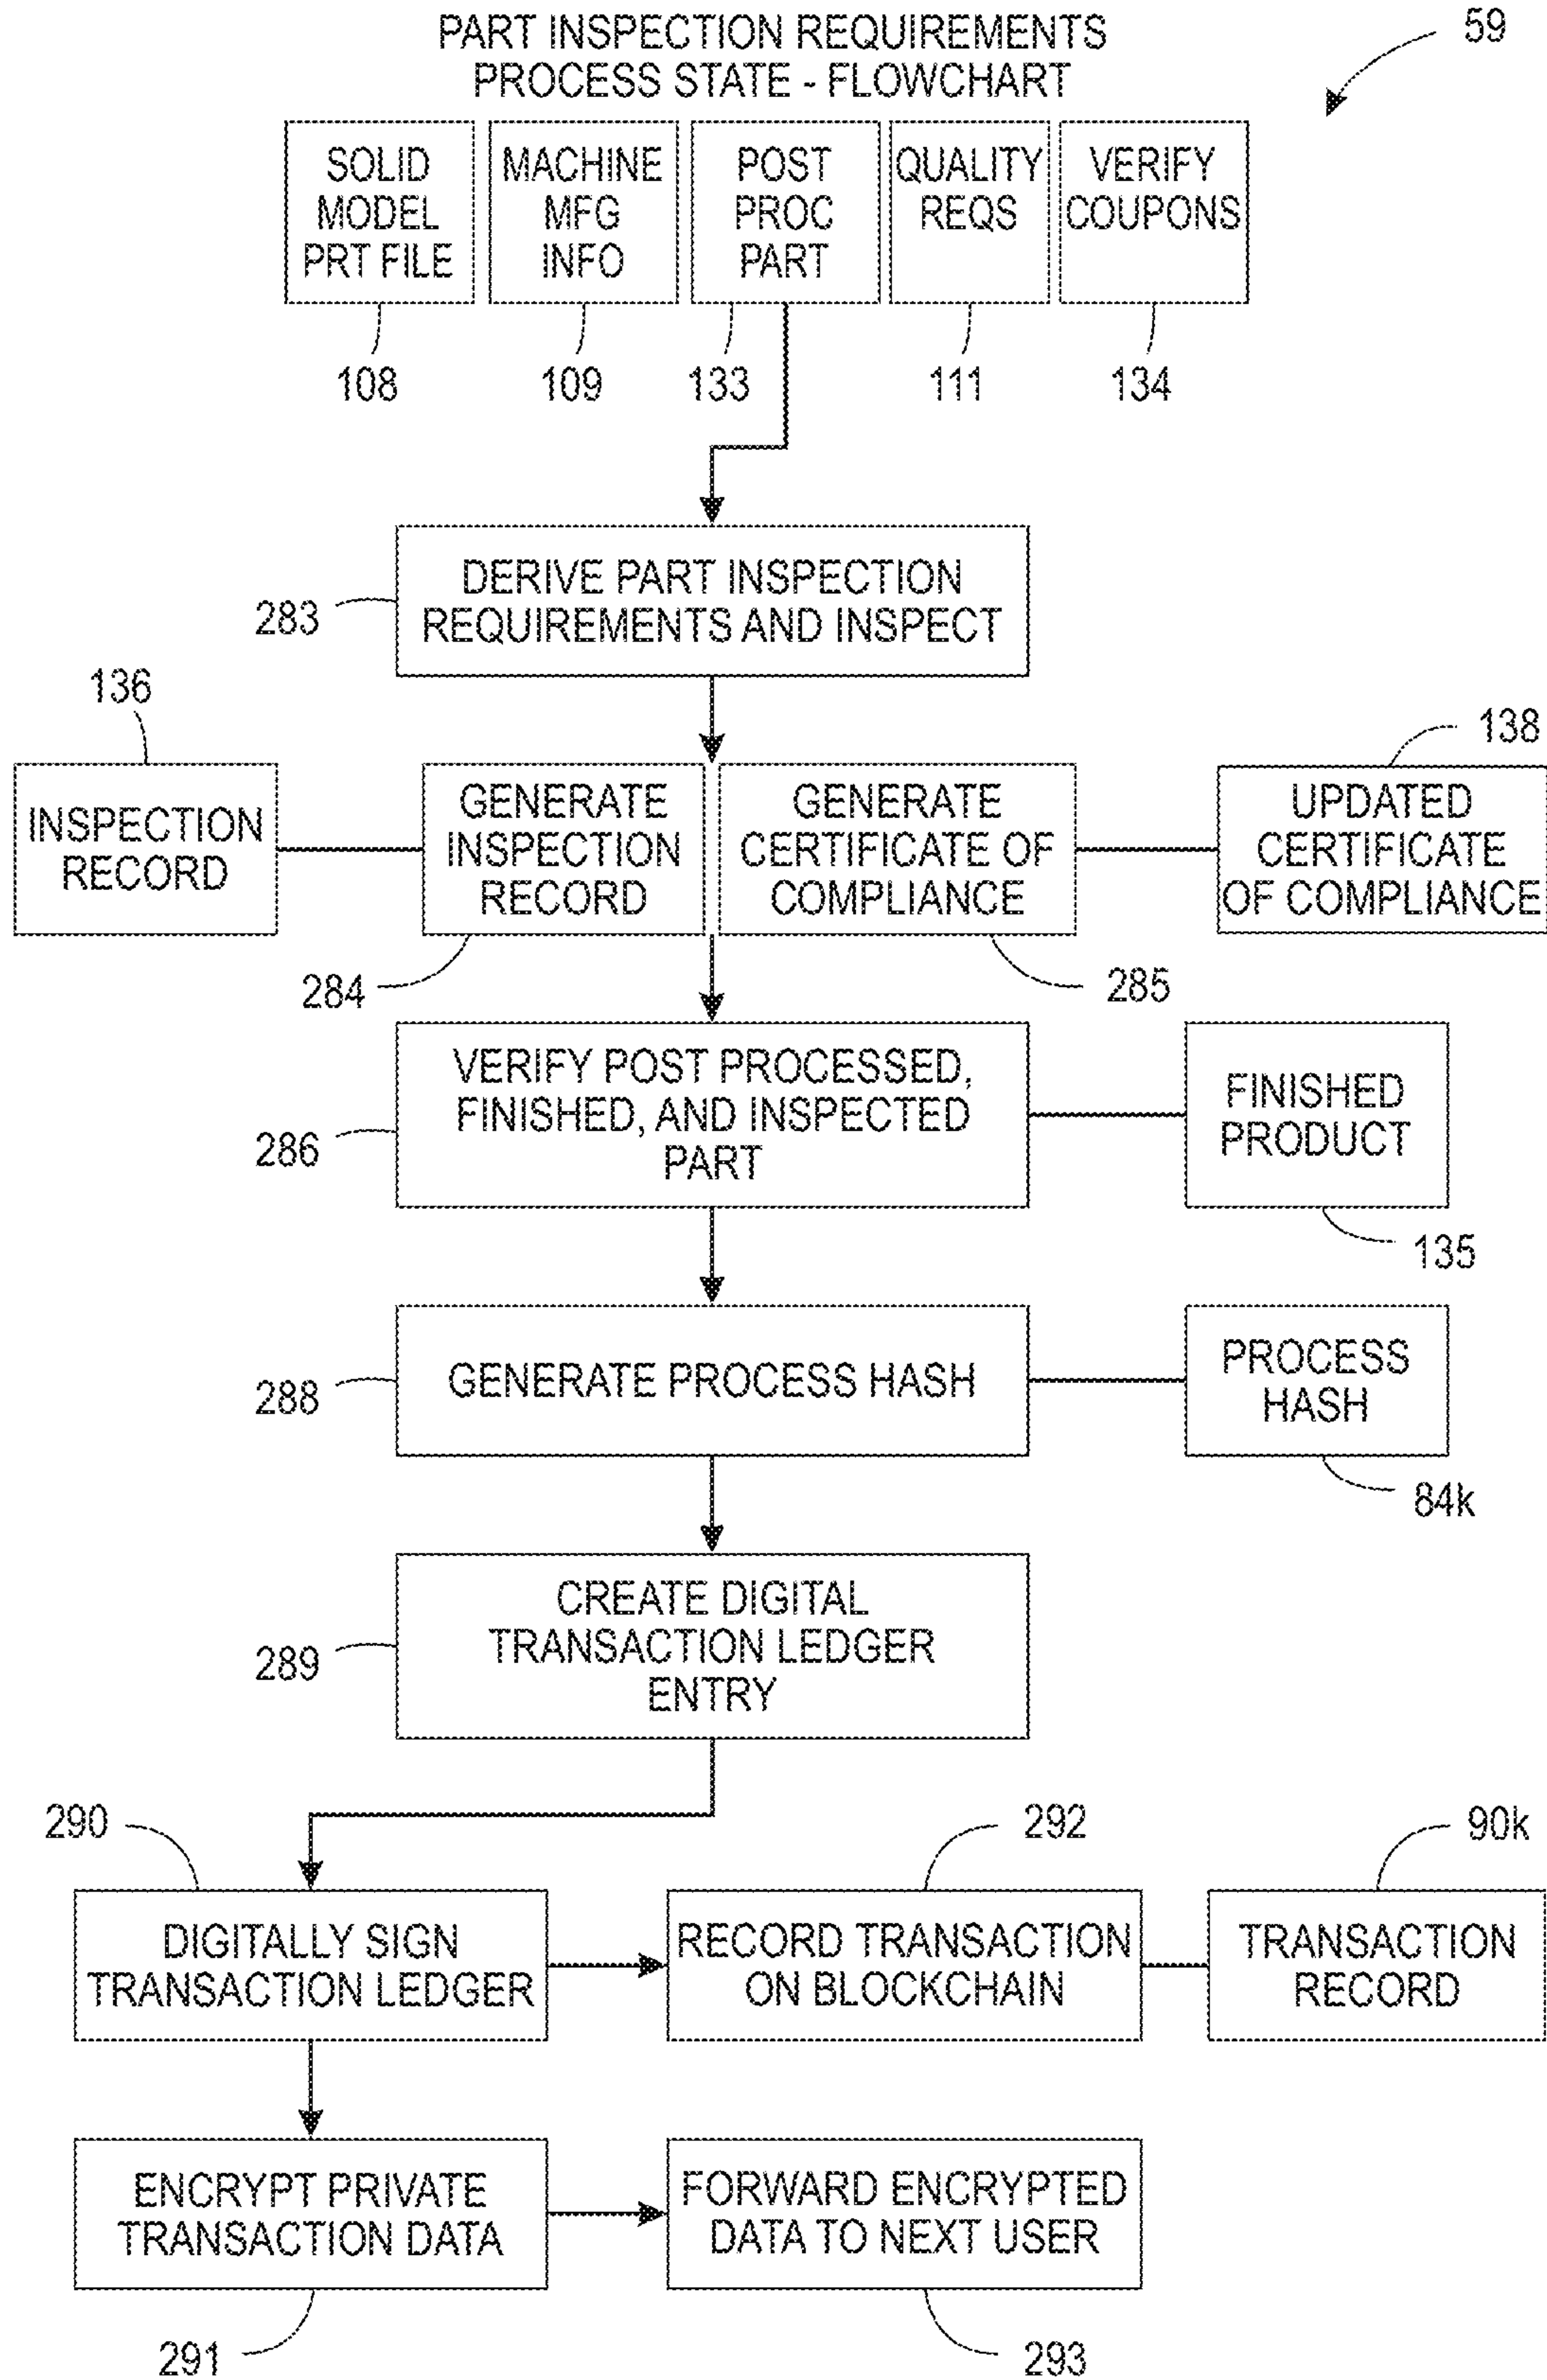 PART INSPECTION REQUIREMENTS
PROCESS STATE - FLOWCHART
59
SOLID
MODEL
PRT FILE
MACHINE
MFG
INFO
POST
PROC
PART
QUALITY
REQS
VERIFY
COUPONS
108
109
133
111
134
DERIVE PART INSPECTION
REQUIREMENTS AND INSPECT
283
136
138
INSPECTION
RECORD
GENERATE
INSPECTION
RECORD
GENERATE
CERTIFICATE OF
COMPLIANCE
UPDATED
CERTIFICATE
OF COMPLIANCE
284
285
VERIFY POST PROCESSED,
FINISHED, AND INSPECTED
PART
286
FINISHED
PRODUCT
135
GENERATE PROCESS HASH
288
PROCESS
HASH
84k
CREATE DIGITAL
TRANSACTION LEDGER
ENTRY
289
290
292
90k
DIGITALLY SIGN
TRANSACTION LEDGER
RECORD TRANSACTION
ON BLOCKCHAIN
TRANSACTION
RECORD
ENCRYPT PRIVATE
TRANSACTION DATA
FORWARD ENCRYPTED
DATA TO NEXT USER
291
293